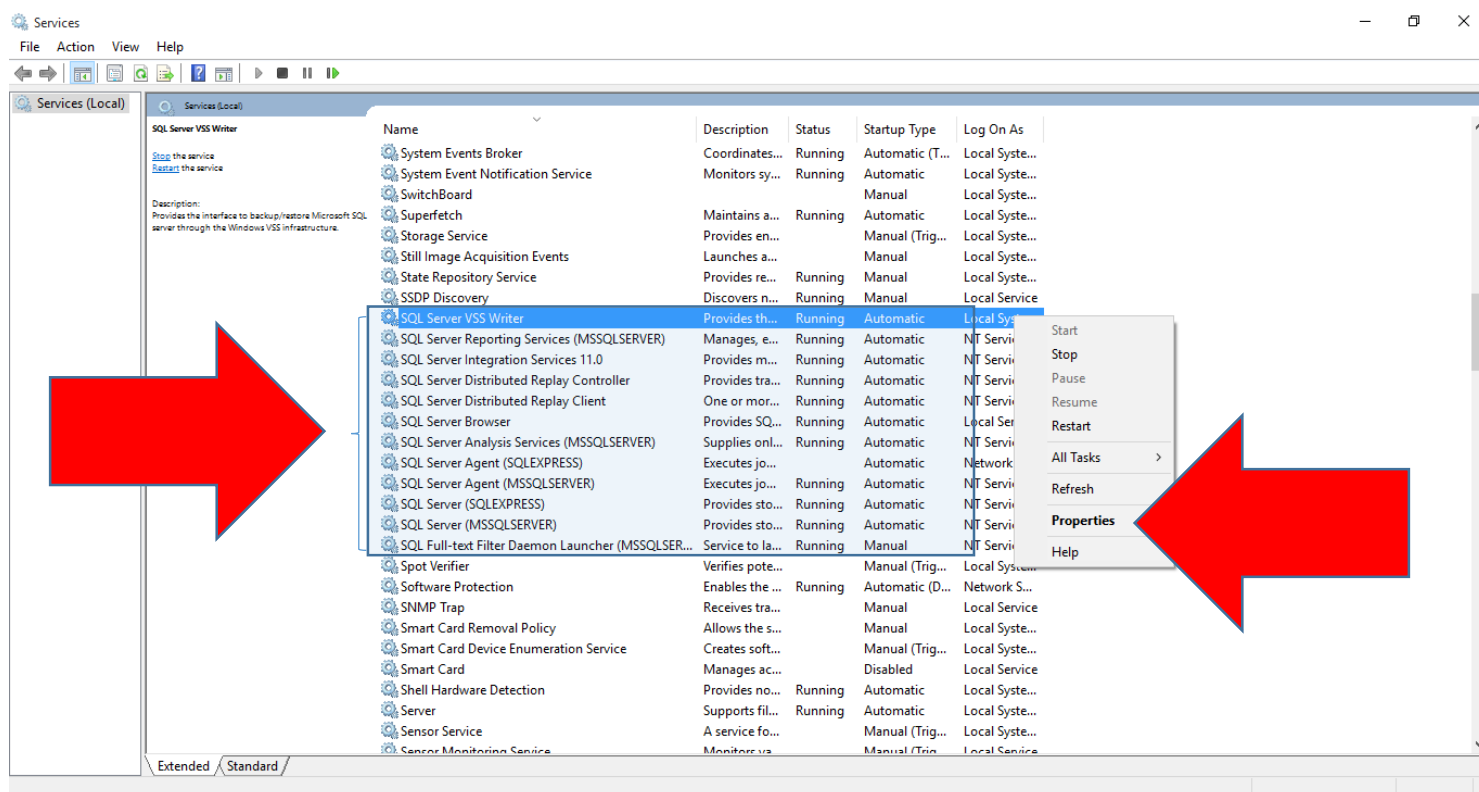 Services
File Action View Help
Services (Local)
Services (Local)
SQL Server VSS Writer
Stop the service
Restart the service
Description:
Provides the interface to backup/restore Microsoft SQL
server through the Windows VSS infrastructure.
Name Description Status Startup Type Log On As
System Events Broker Coordinates... Running Automatic (T... Local Syste...
System Event Notification Service Monitors sy... Running Automatic Local Syste...
SwitchBoard Manual Local Syste...
Superfetch Maintains a... Running Automatic Local Syste...
Storage Service Provides en... Manual (Trig... Local Syste...
Still Image Acquisition Events Launches a... Manual Local Syste...
State Repository Service Provides re... Running Manual Local Syste...
SSDP Discovery Discovers n... Running Manual Local Service
SQL Server VSS Writer Provides th... Running Automatic Local Sys
SQL Server Reporting Services (MSSQLSERVER) Manages, e... Running Automatic NT Servi
SQL Server Integration Services 11.0 Provides m... Running Automatic NT Servi
SQL Server Distributed Replay Controller Provides tra... Running Automatic NT Servi
SQL Server Distributed Replay Client One or mor... Running Automatic NT Servi
SQL Server Browser Provides SQ... Running Automatic Local Ser
SQL Server Analysis Services (MSSQLSERVER) Supplies onl... Running Automatic NT Servi
SQL Server Agent (SQLEXPRESS) Executes jo... Automatic Network
SQL Server Agent (MSSQLSERVER) Executes jo... Running Automatic NT Servi
SQL Server (SQLEXPRESS) Provides sto... Running Automatic NT Servi
SQL Server (MSSQLSERVER) Provides sto... Running Automatic NT Servi
SQL Full-text Filter Daemon Launcher (MSSQLSER... Service to la... Running Manual NT Servi
Spot Verifier Verifies pote... Manual (Trig... Local Syste...
Software Protection Enables the ... Running Automatic (D... Network S...
SNMP Trap Receives tra... Manual Local Service
Smart Card Removal Policy Allows the s... Manual Local Syste...
Smart Card Device Enumeration Service Creates soft... Manual (Trig... Local Syste...
Smart Card Manages ac... Disabled Local Service
Shell Hardware Detection Provides no... Running Automatic Local Syste...
Server Supports fil... Running Automatic Local Syste...
Sensor Service A service fo... Manual (Trig... Local Syste...
Sensor Monitoring Service Monitors va... Manual (Trig... Local Service
Start
Stop
Pause
Resume
Restart
All Tasks
Refresh
Properties
Help
Extended Standard